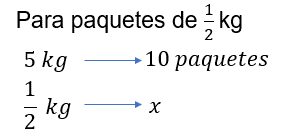 Para paquetes de 1/2 kg
5 kg → 10 paquetes
1/2 kg → x